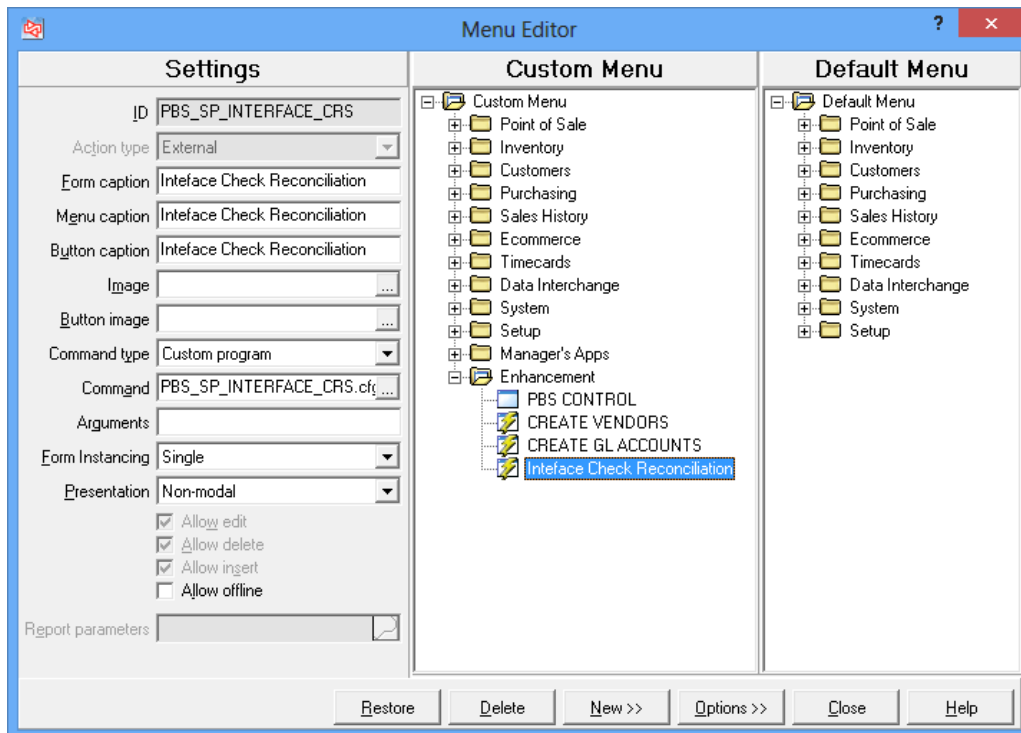 Menu Editor
?
×
Settings
ID PBS_SP_INTERFACE_CRS
Action type External
Form caption Inteface Check Reconciliation
Menu caption Inteface Check Reconciliation
Button caption Inteface Check Reconciliation
Image ...
Button image ...
Command type Custom program
Command PBS_SP_INTERFACE_CRS.cfg ...
Arguments
Form Instancing Single
Presentation Non-modal
Allow edit
Allow delete
Allow insert
Allow offline
Report parameters
Custom Menu
Custom Menu
Point of Sale
Inventory
Customers
Purchasing
Sales History
Ecommerce
Timecards
Data Interchange
System
Setup
Manager's Apps
Enhancement
PBS CONTROL
CREATE VENDORS
CREATE GL ACCOUNTS
Inteface Check Reconciliation
Default Menu
Default Menu
Point of Sale
Inventory
Customers
Purchasing
Sales History
Ecommerce
Timecards
Data Interchange
System
Setup
Restore
Delete
New >>
Options >>
Close
Help